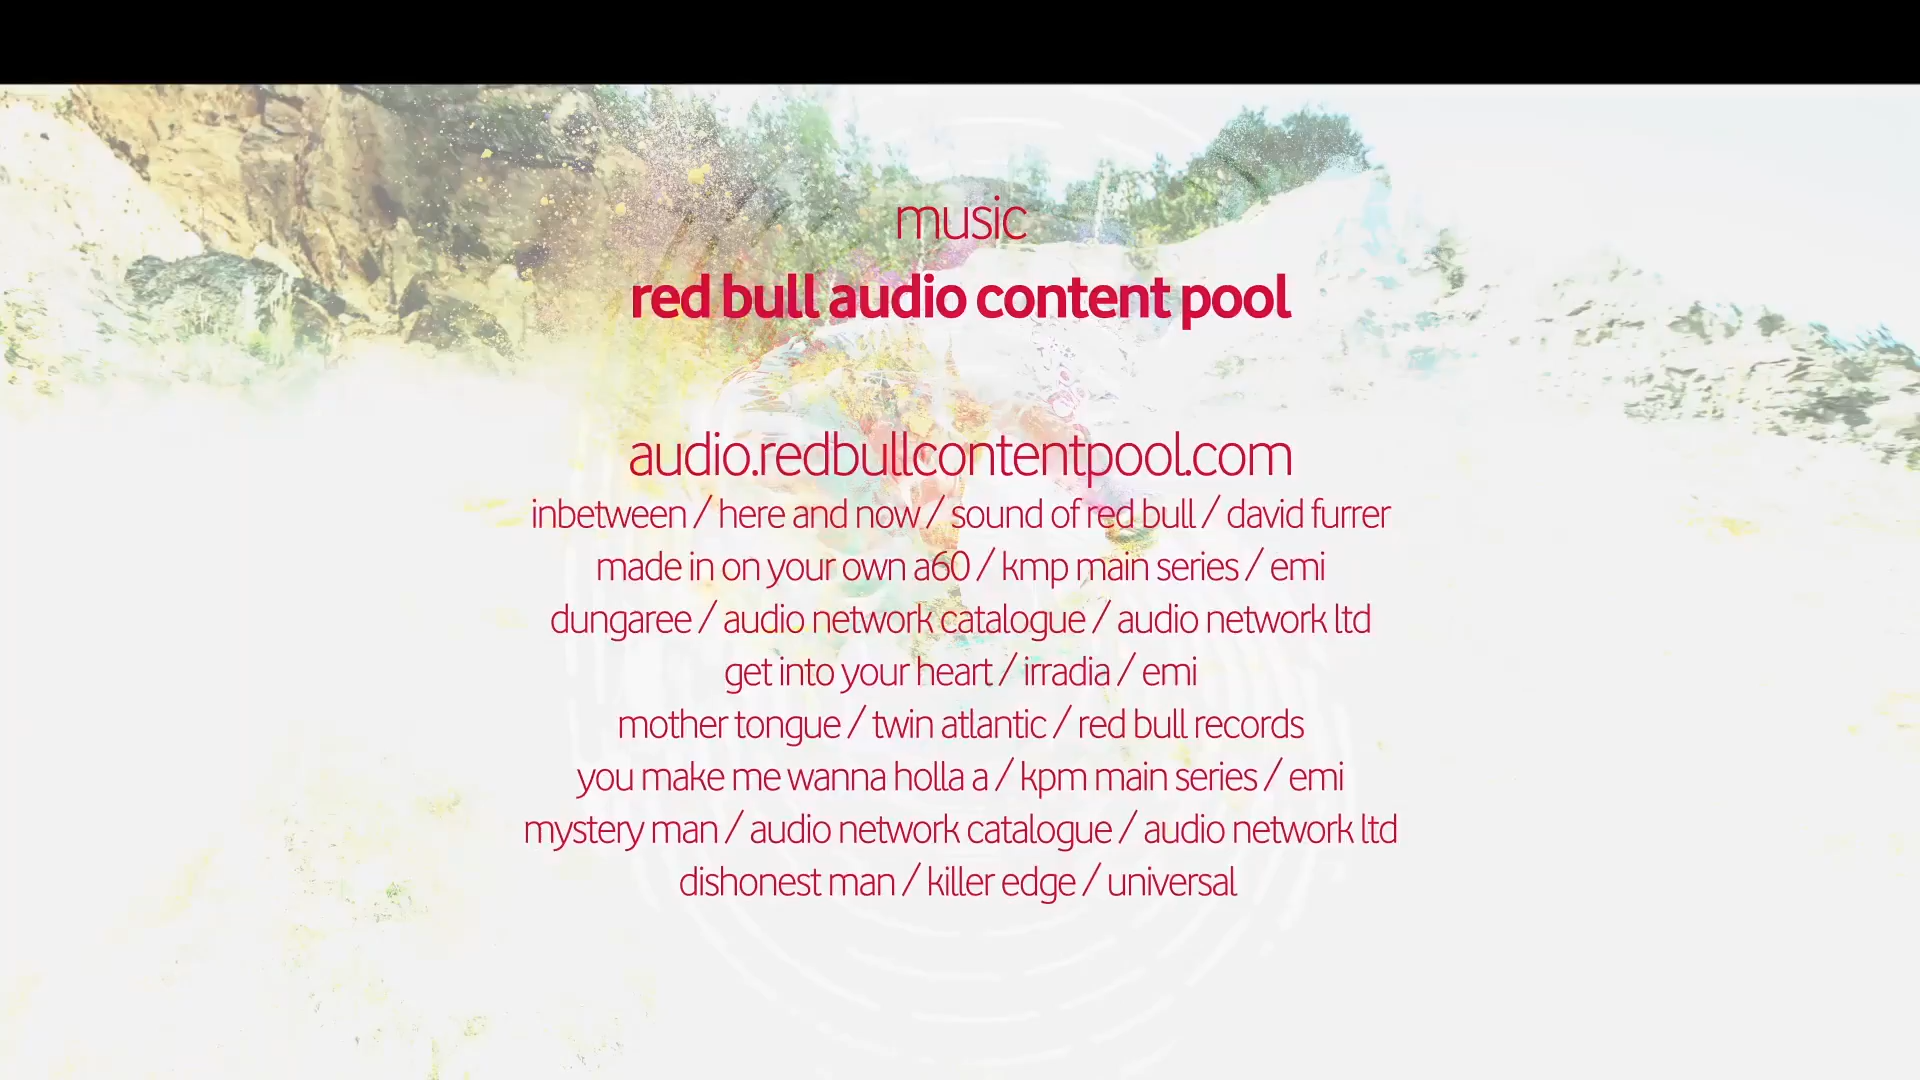 music
red bull audio content pool
audio.redbullcontentpool.com
inbetween / here and now / sound of red bull / david furrer
made in on your own a60 / kmp main series / emi
dungaree / audio network catalogue / audio network ltd
get into your heart / irradia / emi
mother tongue / twin atlantic / red bull records
you make me wanna holla a / kpm main series / emi
mystery man / audio network catalogue / audio network ltd
dishonest man / killer edge / universal